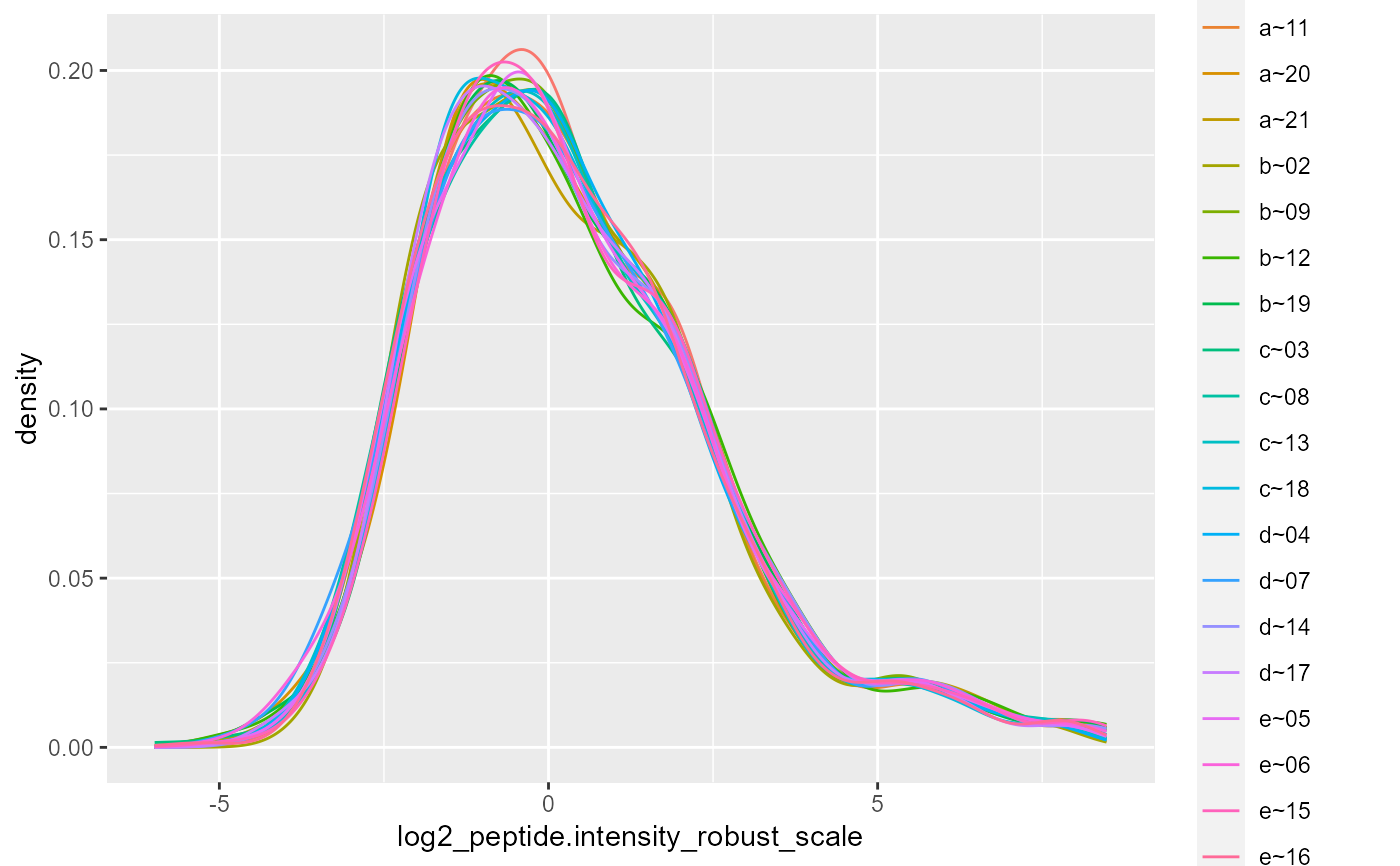 density
0.20
0.15
0.10
0.05
0.00
-5
0
5
log2_peptide.intensity_robust_scale
a~11
a~20
a~21
b~02
b~09
b~12
b~19
c~03
c~08
c~13
c~18
d~04
d~07
d~14
d~17
e~05
e~06
e~15
e~16